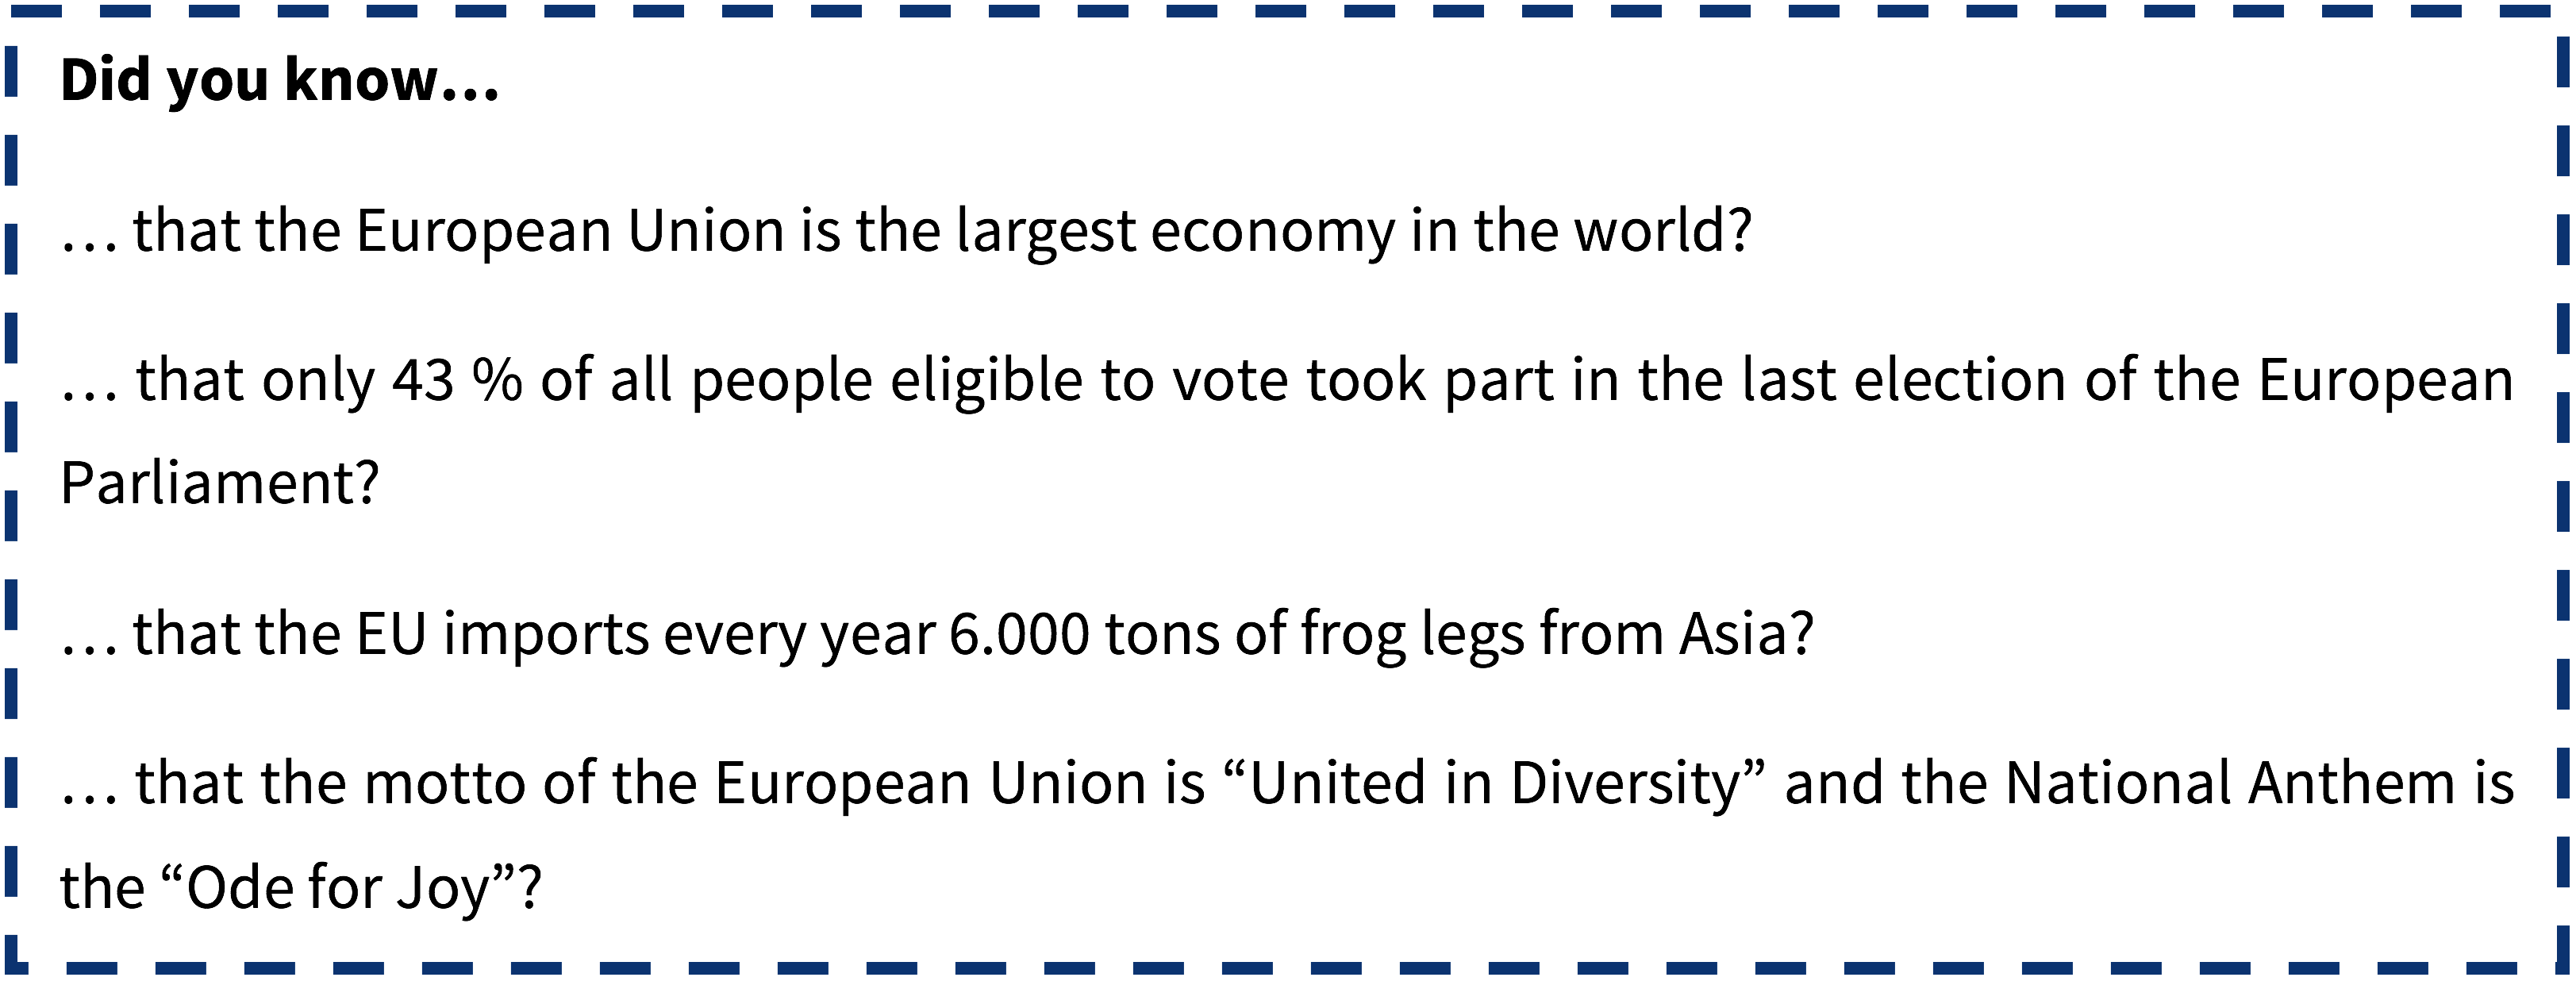 Did you know…
… that the European Union is the largest economy in the world?
… that only 43 % of all people eligible to vote took part in the last election of the European
Parliament?
… that the EU imports every year 6.000 tons of frog legs from Asia?
… that the motto of the European Union is “United in Diversity” and the National Anthem is
the “Ode for Joy”?